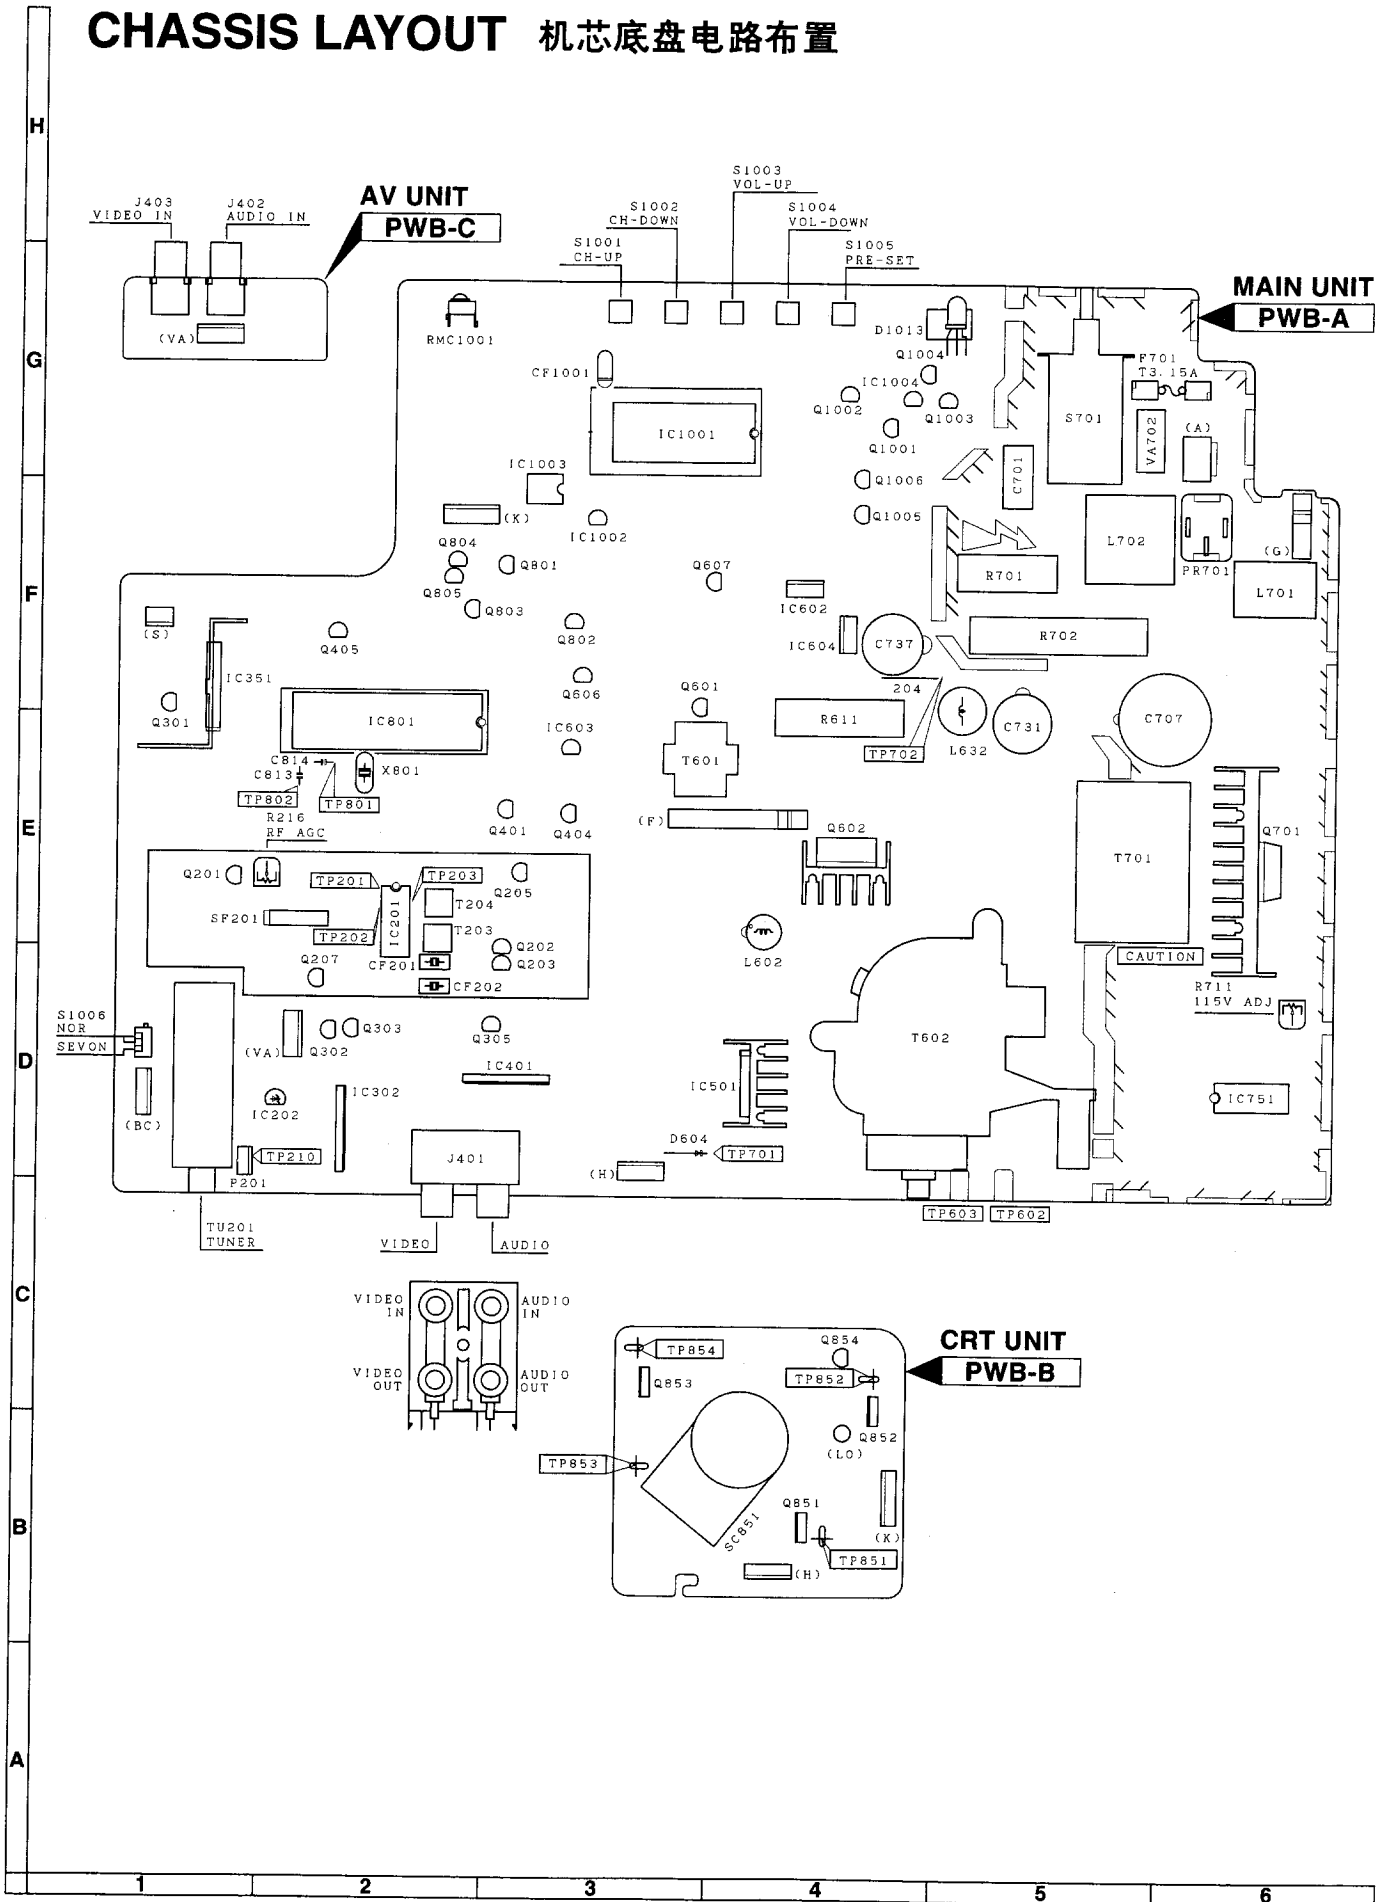 CHASSIS LAYOUT 机芯底盘电路布置
H
S1003
VOL-UP
J403
VIDEO IN
J402
AUDIO IN
AV UNIT
PWB-C
S1002
CH-DOWN
S1004
VOL-DOWN
S1001
CH-UP
S1005
PRE-SET
MAIN UNIT
PWB-A
(VA)
RMC1001
D1013
G
Q1004
F701
T3.15A
CF1001
IC1004
Q1002
Q1003
S701
VA702
(A)
IC1001
Q1001
IC1003
C701
Q1006
(K)
Q1005
IC1002
L702
Q804
(G)
Q801
Q607
R701
PR701
F
Q805
L701
Q803
IC602
(S)
Q802
Q405
IC604
C737
R702
IC351
Q606
Q601
204
Q301
IC801
IC603
R611
L632
C731
C707
C814
TP702
C813
X801
T601
TP802
TP801
R216
RF AGC
Q401
Q404
(F)
Q602
E
Q701
T701
Q201
TP201
TP203
Q205
T204
SF201
IC201
TP202
T203
Q202
Q207
CF201
Q203
L602
CAUTION
CF202
R711
115V ADJ
S1006
NOR
SEVON
(VA)
Q302
Q303
Q305
T602
D
IC401
IC501
IC302
IC202
IC751
(BC)
D604
TP210
J401
TP701
P201
(H)
TP603
TP602
TU201
TUNER
VIDEO
AUDIO
C
VIDEO
IN
AUDIO
IN
CRT UNIT
PWB-B
Q854
TP854
VIDEO
OUT
AUDIO
OUT
Q853
TP852
Q852
(LO)
TP853
Q851
B
SC851
(K)
TP851
(H)
A
1 2 3 4 5 6